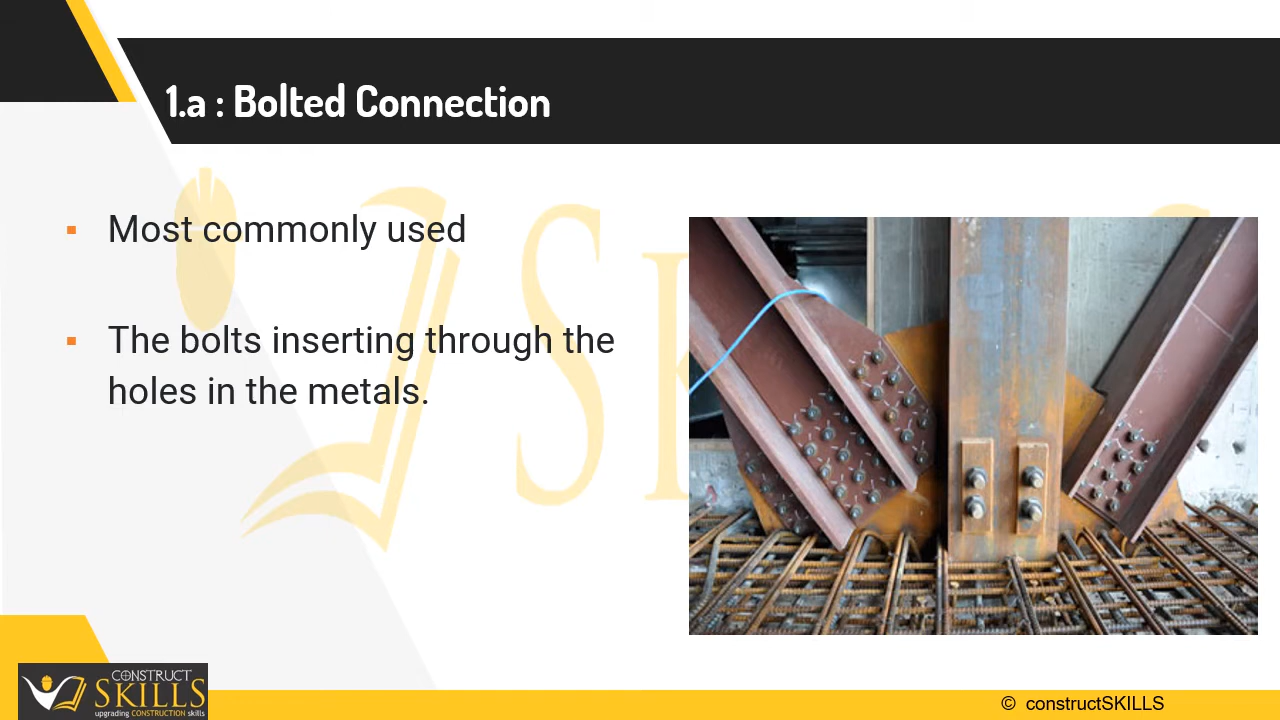 1.a : Bolted Connection
▪ Most commonly used
▪ The bolts inserting through the
holes in the metals.
CONSTRUCT
SKILLS
upgrading CONSTRUCTION skills
© constructSKILLS